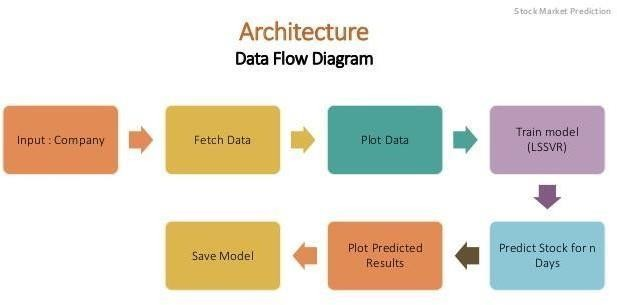 Stock Market Prediction
Architecture
Data Flow Diagram
Input : Company
Fetch Data
Plot Data
Train model
(LSSVR)
Predict Stock for n
Days
Plot Predicted
Results
Save Model